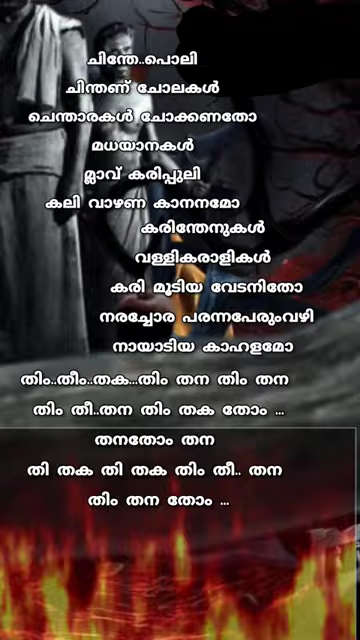 ചിന്തേ..പൊലി
ചിന്തണ് ചോലകൾ
ചെന്താരകൾ ചോക്കണതോ
മധയാനകൾ
മ്ലാവ് കരിപ്പുലി
കലി വാഴണ കാനനമോ
കരിന്തേനുകൾ
വള്ളികരാളികൾ
കരി മൂടിയ വേടനിതോ
നരച്ചോര പരന്നപേരുംവഴി
നായാടിയ കാഹളമോ
തിം..തീം..തക...തിം തന തിം തന
തിം തീ..തന തിം തക തോം ...
തനതോം തന
തി തക തി തക തിം തീ.. തന
തിം തന തോം ...